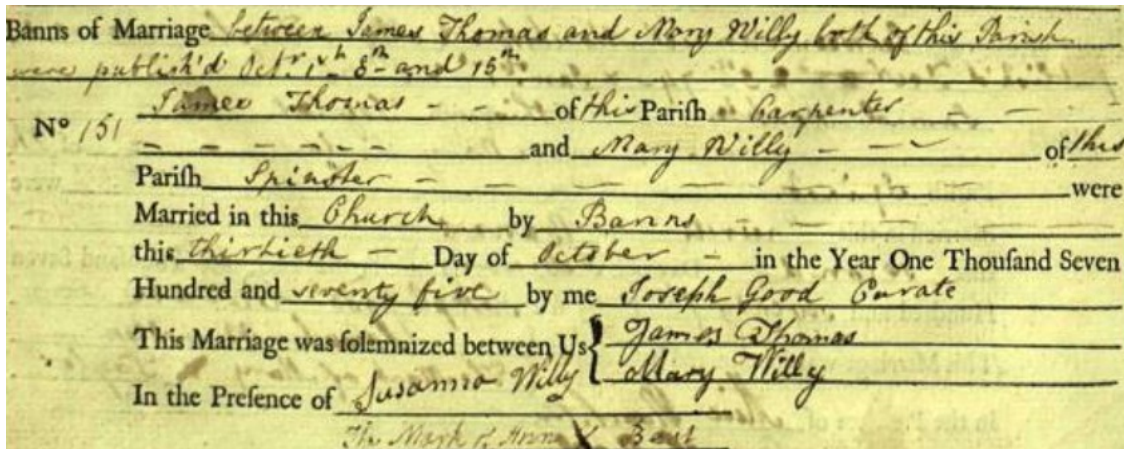 Banns of Marriage between James Thomas and Mary Willy both of this Parish
were publish'd Octr. 1st 8th and 15th
James Thomas - - of this Parish Carpenter -
No 151 - - - - - - and Mary Willy - - - of this
Pariſh Spinster - - - - - - - were
Married in this Church by Banns - - - -
this thirtieth - Day of October - in the Year One Thouſand Seven
Hundred and seventy five by me Joseph Good Curate
This Marriage was ſolemnized between Us { James Thomas
Mary Willy
In the Preſence of Susanna Willy
The Mark of Anne X Bant